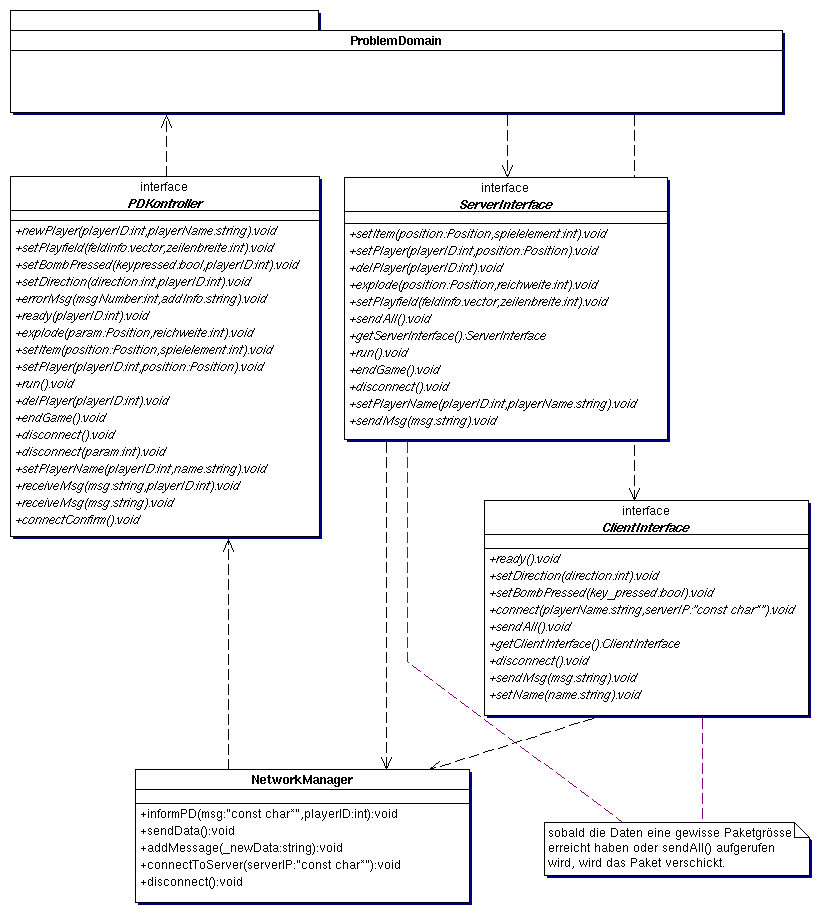 ProblemDomain
interface
PDKontroller
+newPlayer(playerID:int,playerName:string):void
+setPlayfield(feldinfo:vector,zeilenbreite:int):void
+setBombPressed(keypressed:bool,playerID:int):void
+setDirection(direction:int,playerID:int):void
+errorMsg(msgNumber:int,addInfo:string):void
+ready(playerID:int):void
+explode(param:Position,reichweite:int):void
+setItem(position:Position,spielelement:int):void
+setPlayer(playerID:int,position:Position):void
+run():void
+delPlayer(playerID:int):void
+endGame():void
+disconnect():void
+disconnect(param:int):void
+setPlayerName(playerID:int,name:string):void
+receiveMsg(msg:string,playerID:int):void
+receiveMsg(msg:string):void
+connectConfirm():void
interface
ServerInterface
+setItem(position:Position,spielelement:int):void
+setPlayer(playerID:int,position:Position):void
+delPlayer(playerID:int):void
+explode(position:Position,reichweite:int):void
+setPlayfield(feldinfo:vector,zeilenbreite:int):void
+sendAll():void
+getServerInterface():ServerInterface
+run():void
+endGame():void
+disconnect():void
+setPlayerName(playerID:int,playerName:string):void
+sendMsg(msg:string):void
interface
ClientInterface
+ready():void
+setDirection(direction:int):void
+setBombPressed(key_pressed:bool):void
+connect(playerName:string,serverIP:"const char*"):void
+sendAll():void
+getClientInterface():ClientInterface
+disconnect():void
+sendMsg(msg:string):void
+setName(name:string):void
NetworkManager
+informPD(msg:"const char*",playerID:int):void
+sendData():void
+addMessage(_newData:string):void
+connectToServer(serverIP:"const char*"):void
+disconnect():void
sobald die Daten eine gewisse Paketgrösse
erreicht haben oder sendAll() aufgerufen
wird, wird das Paket verschickt.